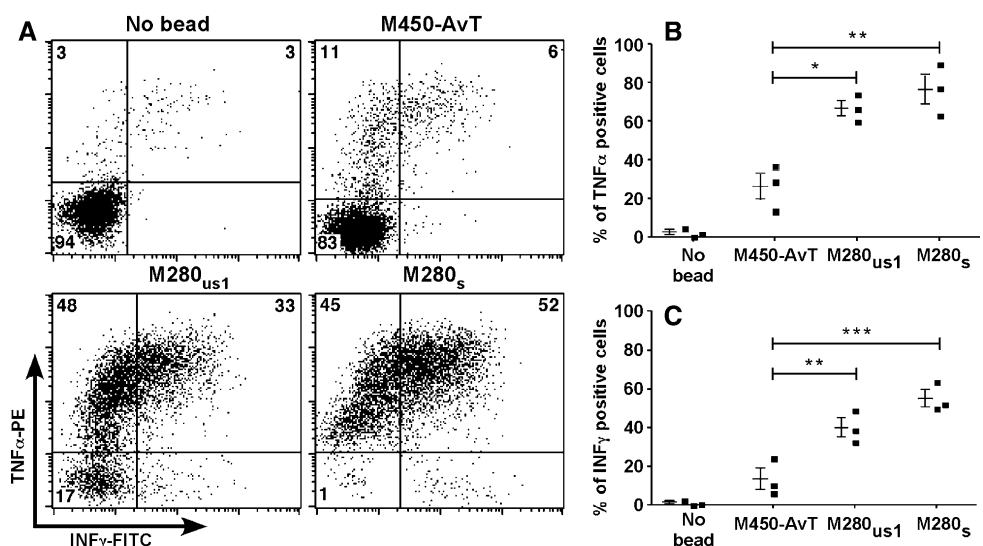 A
No bead
M450-AvT
3
3
94
11
6
83
M280us1
M280s
48
33
17
45
52
1
TNFα-PE
INFγ-FITC
B
% of TNFα positive cells
100
80
60
40
20
0
*
**
No bead
M450-AvT
M280us1
M280s
C
% of INFγ positive cells
100
80
60
40
20
0
**
***
No bead
M450-AvT
M280us1
M280s